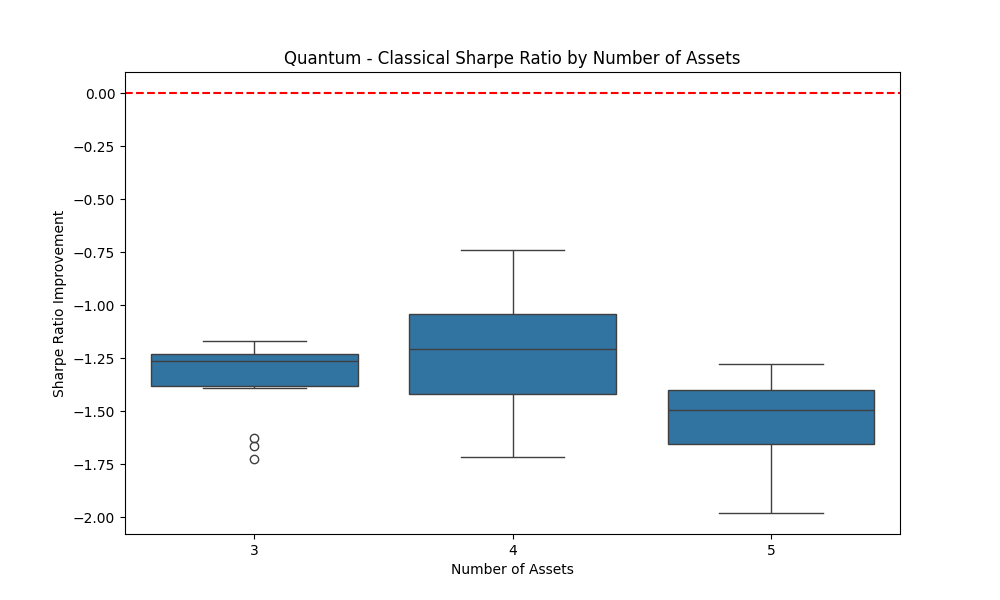 Quantum - Classical Sharpe Ratio by Number of Assets
Sharpe Ratio Improvement
0.00
−0.25
−0.50
−0.75
−1.00
−1.25
−1.50
−1.75
−2.00
3 4 5
Number of Assets